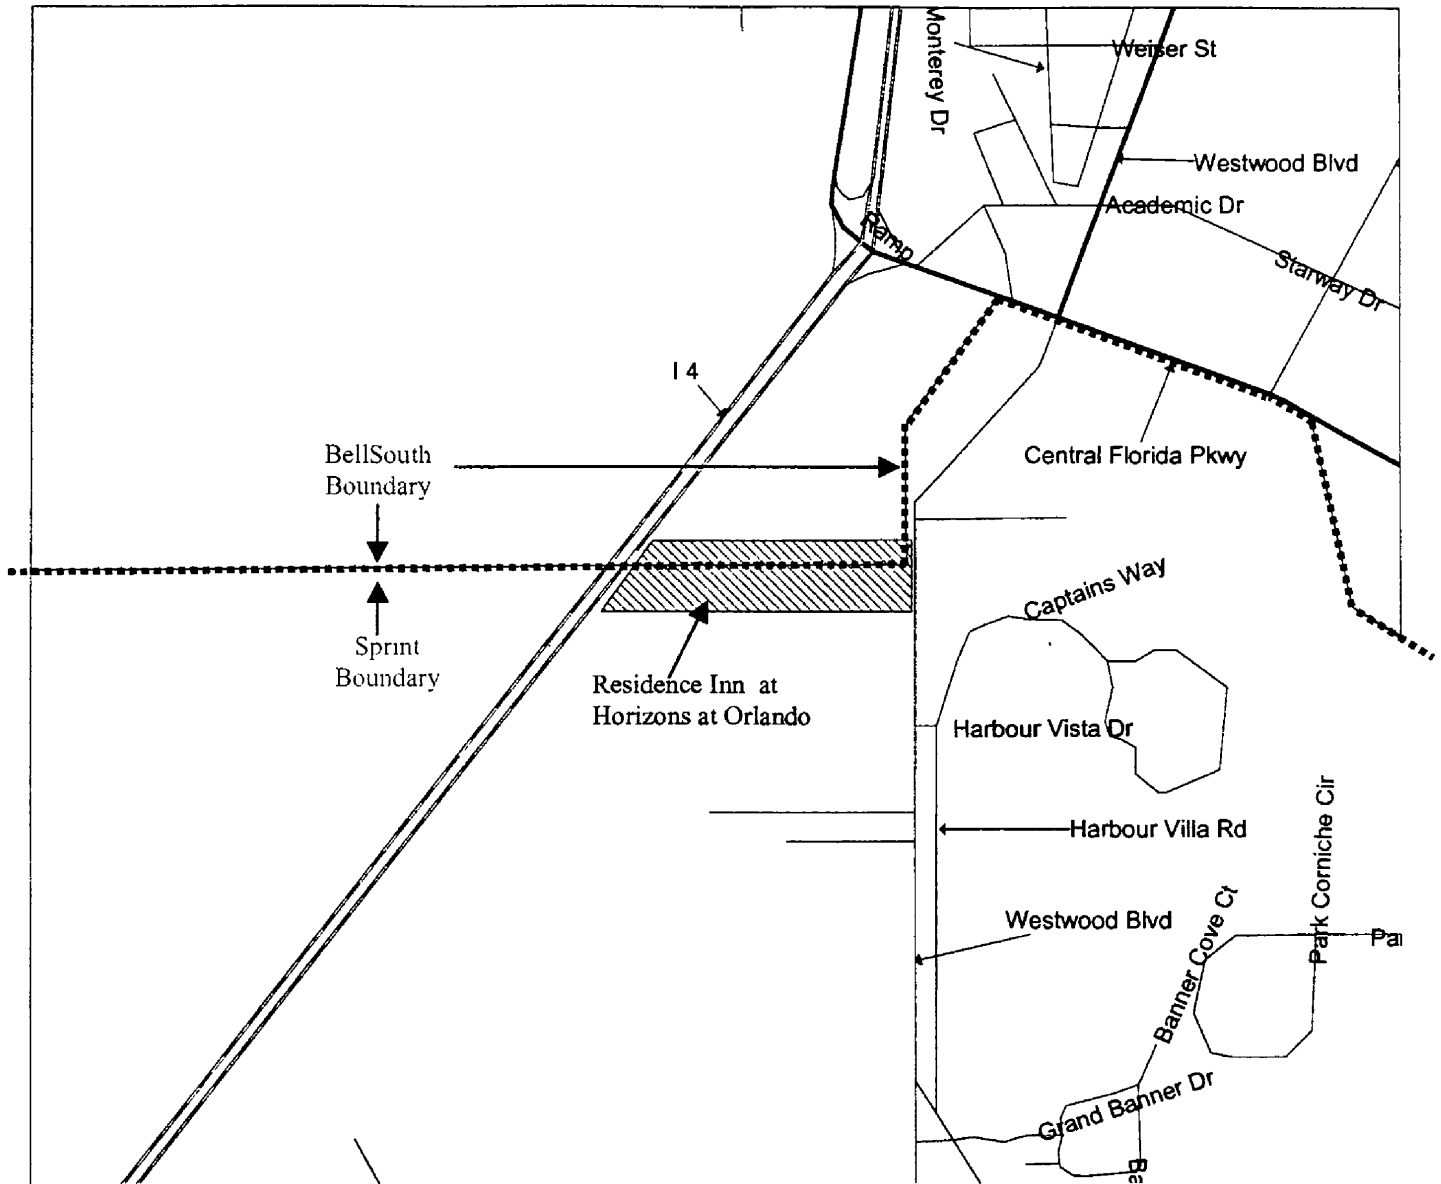 Monterey Dr
Weiser St
Westwood Blvd
Academic Dr
Ramp
Starway Dr
I 4
BellSouth
Boundary
Central Florida Pkwy
Captains Way
Sprint
Boundary
Residence Inn at
Horizons at Orlando
Harbour Vista Dr
Harbour Villa Rd
Park Corniche Cir
Westwood Blvd
Banner Cove Ct
Pa
Grand Banner Dr
Ba